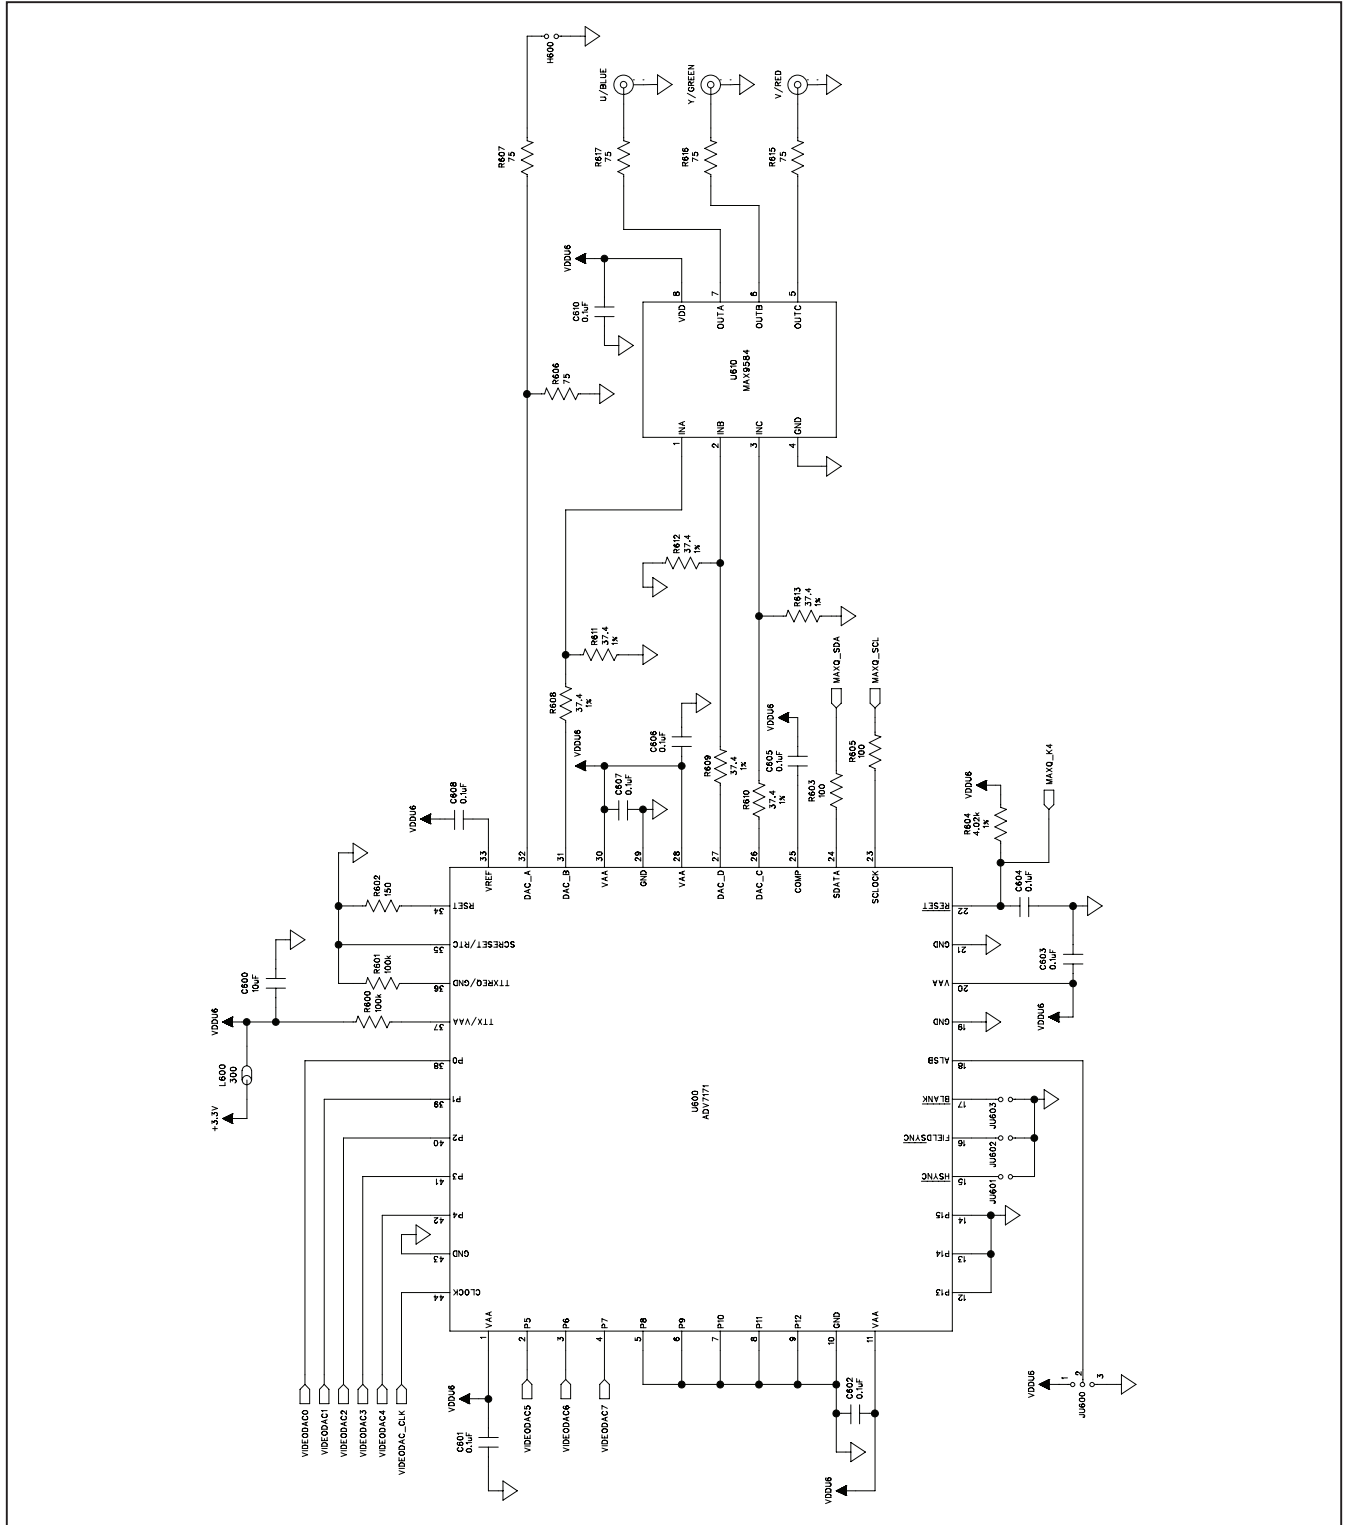 H600
U/BLUE
Y/GREEN
V/RED
R607
75
R617
75
R616
75
R615
75
VDDU6
C610
0.1uF
8
7
6
5
VDD
OUTA
OUTB
OUTC
U610
MAX9584
R606
75
INA
INB
INC
GND
1
2
3
4
R612
37.4
1%
R613
37.4
1%
R611
37.4
1%
MAXQ_SDA
MAXQ_SCL
R608
37.4
1%
VDDU6
C606
0.1uF
C607
0.1uF
R609
37.4
1%
VDDU6
C605
0.1uF
R610
37.4
1%
R603
100
R605
100
VDDU6
C608
0.1uF
VDDU6
R604
4.02k
1%
MAXQ_K4
33
32
31
30
29
28
27
26
25
24
23
VREF
DAC_A
DAC_B
VAA
GND
VAA
DAC_D
DAC_C
COMP
SDATA
SCLOCK
R602
150
34
RSET
35
SCRESET/RTC
R601
100k
36
TTXREQ/GND
C600
10uF
R600
100k
37
TTX/VAA
VDDU6
L600
300
+3.3V
38
P0
39
P1
40
P2
41
P3
42
P4
43
GND
44
CLOCK
U600
ADV7171
RESET
22
C604
0.1uF
GND
21
C603
0.1uF
VAA
20
VDDU6
GND
19
ALSB
18
BLANK
17
JU603
FIELDSYNC
16
JU602
HSYNC
15
JU601
P15
14
P14
13
P13
12
VAA
P5
P6
P7
P8
P9
P10
P11
P12
GND
VAA
1
2
3
4
5
6
7
8
9
10
11
VIDEODAC0
VIDEODAC1
VIDEODAC2
VIDEODAC3
VIDEODAC4
VIDEODAC_CLK
VDDU6
C601
0.1uF
VIDEODAC5
VIDEODAC6
VIDEODAC7
C602
0.1uF
VDDU6
VDDU6
1
2
3
JU600